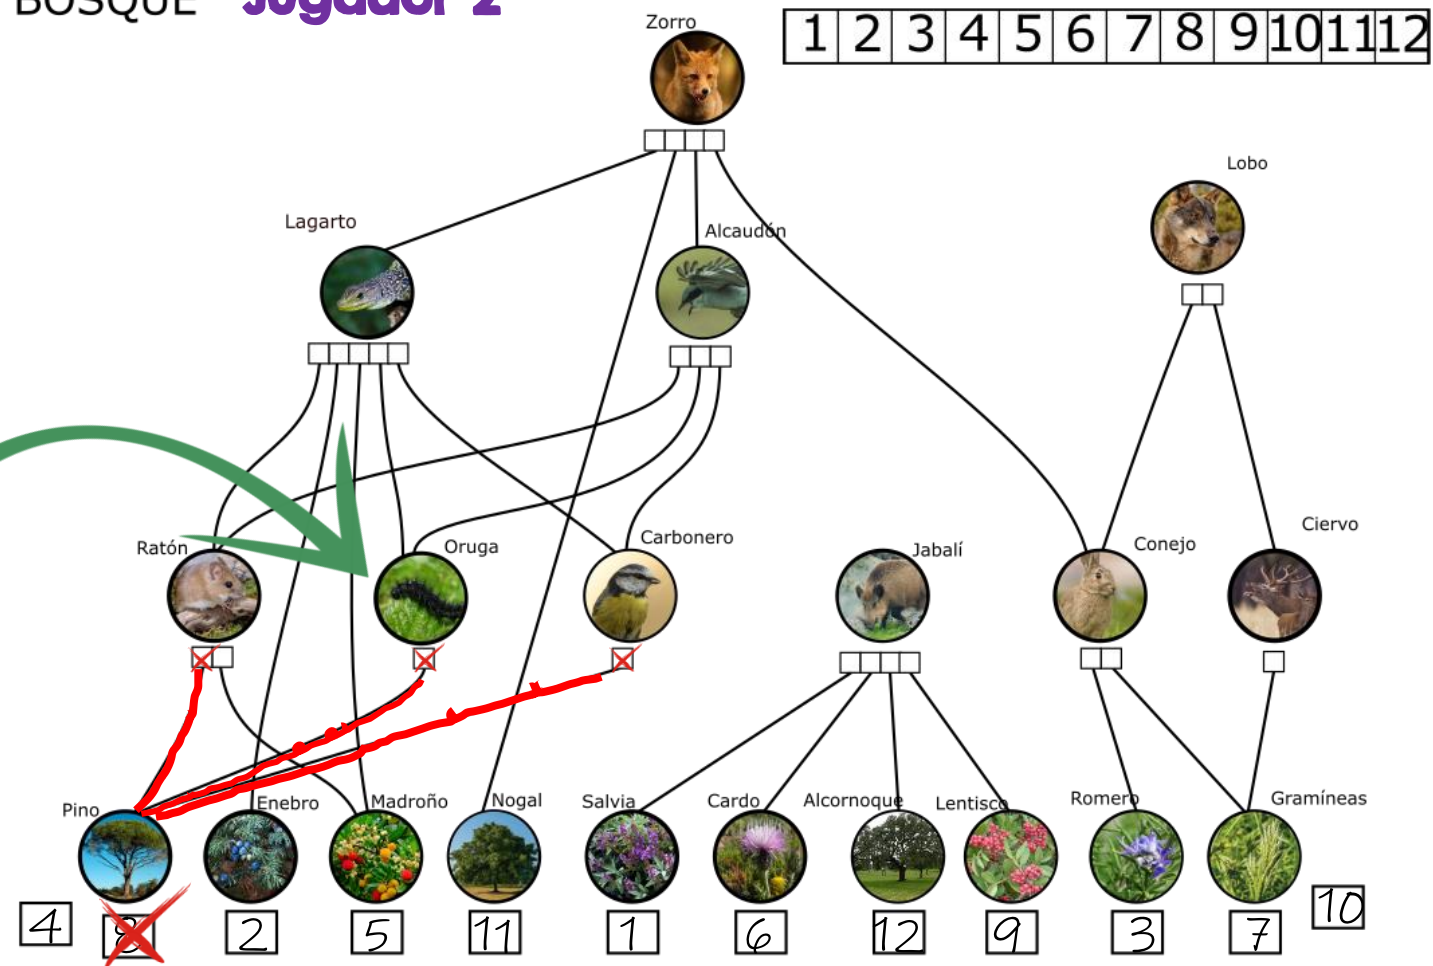 BOSQUE Jugador 2
1 2 3 4 5 6 7 8 9 10 11 12
Zorro
Lobo
Lagarto
Alcaudón
Ratón
Oruga
Carbonero
Jabalí
Conejo
Ciervo
Pino
Enebro
Madroño
Nogal
Salvia
Cardo
Alcornoque
Lentisco
Romero
Gramíneas
4 8 2 5 11 1 6 12 9 3 7 10